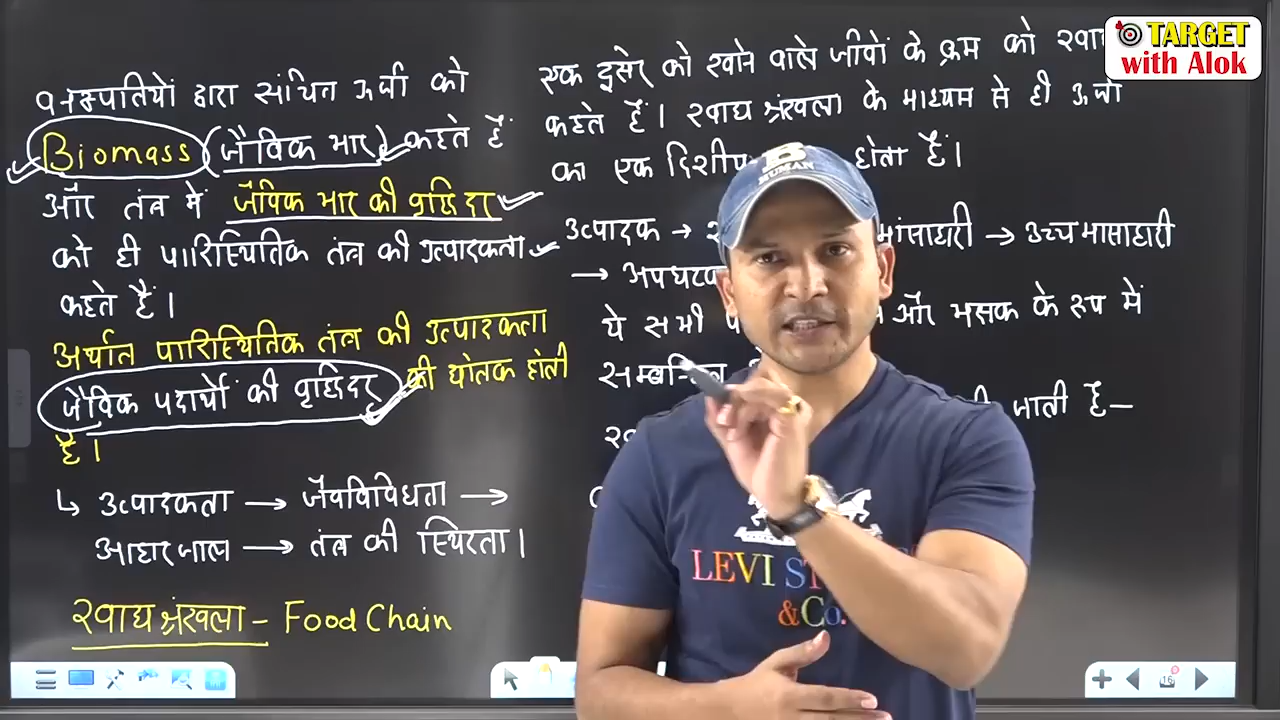 वनस्पतियों द्वारा संचित ऊर्जा को
Biomass (जैविक भार) कहते हैं
और तंत्र में जैविक भार की वृद्धि दर
को ही पारिस्थितिक तंत्र की उत्पादकता
कहते हैं।
अर्थात पारिस्थितिक तंत्र की उत्पादकता
जैविक पदार्थों की वृद्धि दर की द्योतक होती
है।
↳ उत्पादकता → जैवविविधता →
आहार जाल → तंत्र की स्थिरता।
खाद्य श्रंखला - Food Chain
एक दूसरे को खाने वाले जीवों के क्रम को
कहते हैं। खाद्य श्रंखला के माध्यम से ही ऊर्जा
का एक दिशीय होता है।
उत्पादक → मांसाहारी → उच्च मांसाहारी
→ अपघटक
ये सभी और भक्षक के रूप में
सम्बन्धित
जाती हैं—
TARGET
with Alok
B
HUMAN
LEVI
&Co.
16